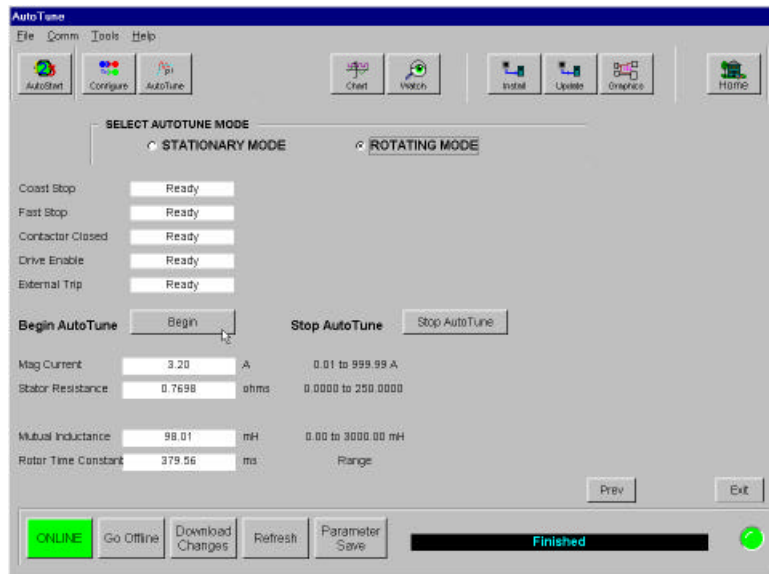 AutoTune
File Comm Tools Help
AutoStart Configure AutoTune Chart Watch Install Update Graphics Home
SELECT AUTOTUNE MODE
STATIONARY MODE ROTATING MODE
Coast Stop Ready
Fast Stop Ready
Contactor Closed Ready
Drive Enable Ready
External Trip Ready
Begin AutoTune Begin Stop AutoTune Stop AutoTune
Mag Current 3.20 A 0.01 to 999.99 A
Stator Resistance 0.7698 ohms 0.0000 to 250.0000
Mutual Inductance 98.01 mH 0.00 to 3000.00 mH
Rotor Time Constant 379.56 ms Range
Prev Exit
ONLINE Go Offline Download Changes Refresh Parameter Save Finished